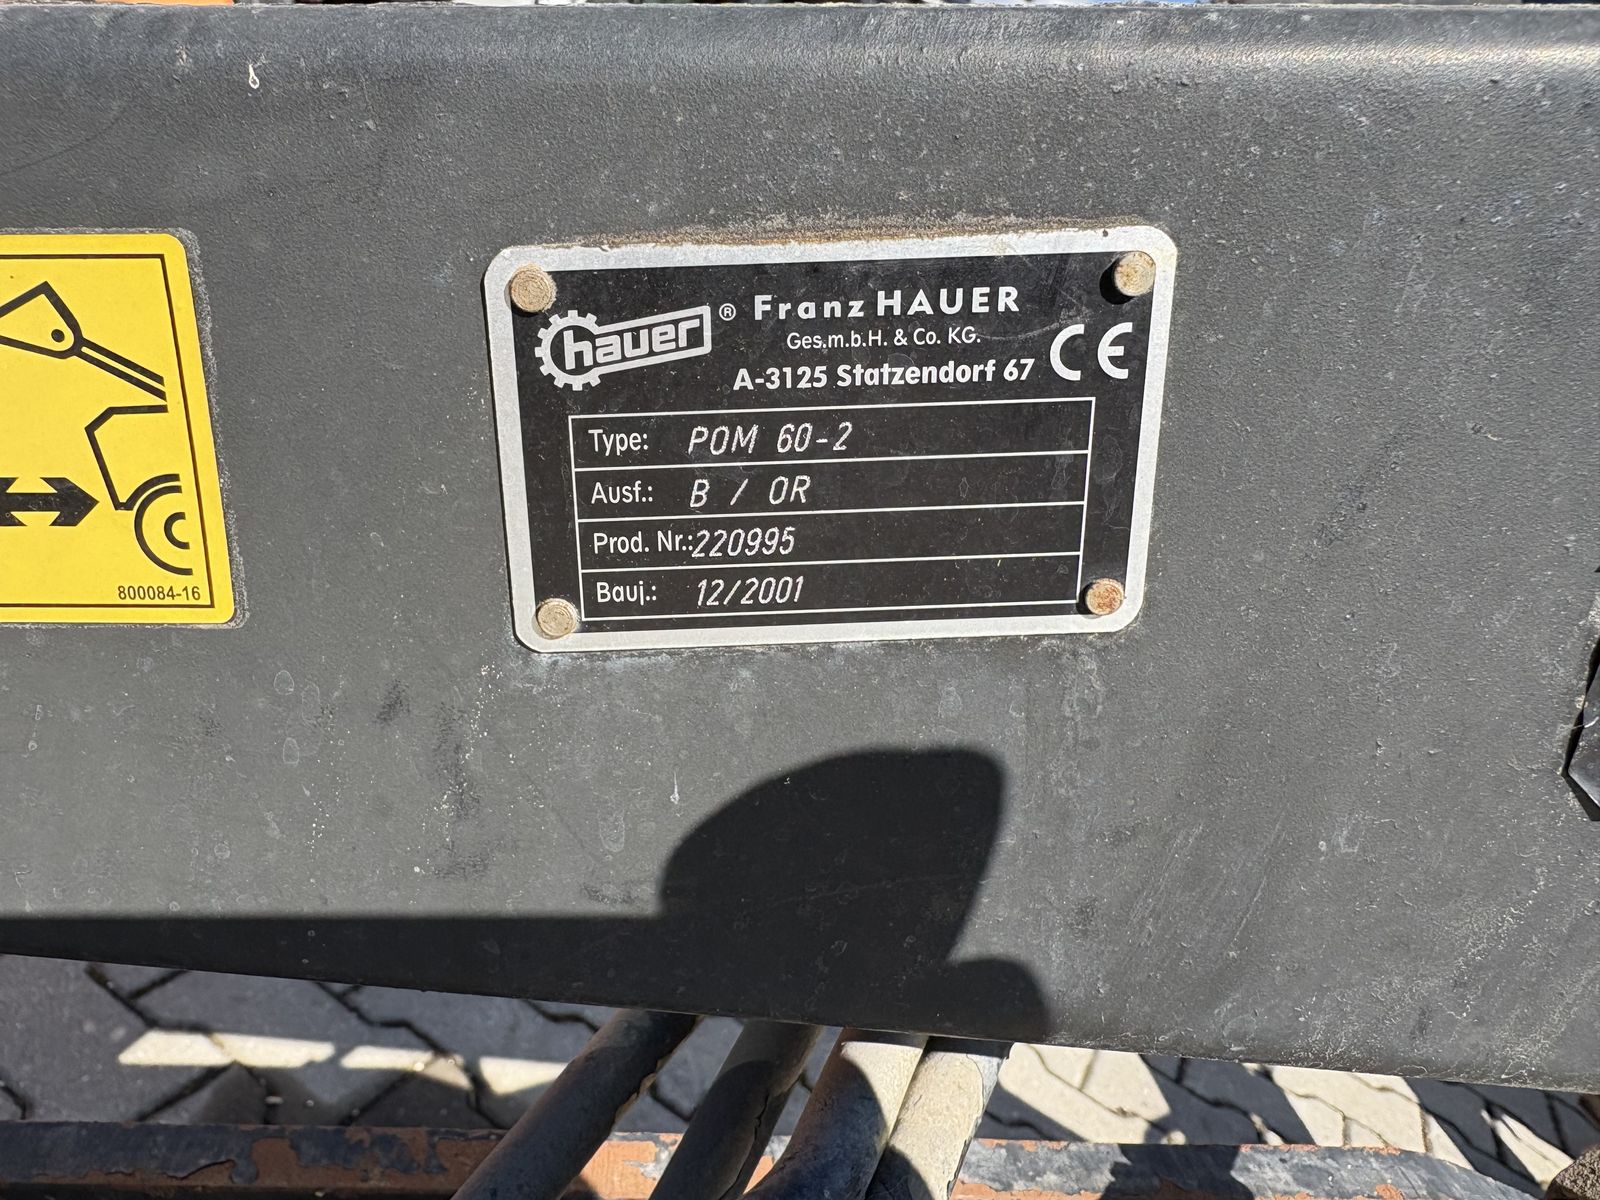 hauer ® Franz HAUER
Ges.m.b.H. & Co. KG.
A-3125 Statzendorf 67
CE
Type: POM 60-2
Ausf.: B / OR
Prod. Nr.: 220995
Bauj.: 12/2001
800084-16